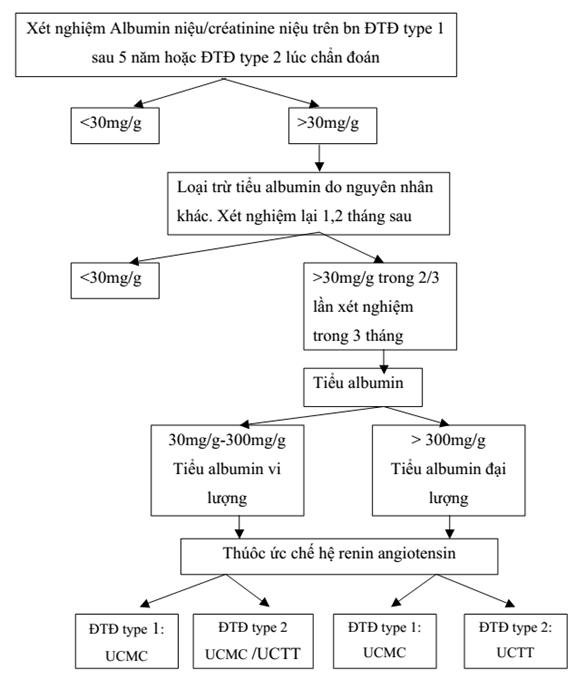 Xét nghiệm Albumin niệu/créatinine niệu trên bn ĐTĐ type 1
sau 5 năm hoặc ĐTĐ type 2 lúc chẩn đoán
<30mg/g
>30mg/g
Loại trừ tiểu albumin do nguyên nhân
khác. Xét nghiệm lại 1,2 tháng sau
<30mg/g
>30mg/g trong 2/3
lần xét nghiệm
trong 3 tháng
Tiểu albumin
30mg/g-300mg/g
Tiểu albumin vi
lượng
> 300mg/g
Tiểu albumin đại
lượng
Thúôc ức chế hệ renin angiotensin
ĐTĐ type 1:
UCMC
ĐTĐ type 2
UCMC /UCTT
ĐTĐ type 1:
UCMC
ĐTĐ type 2:
UCTT